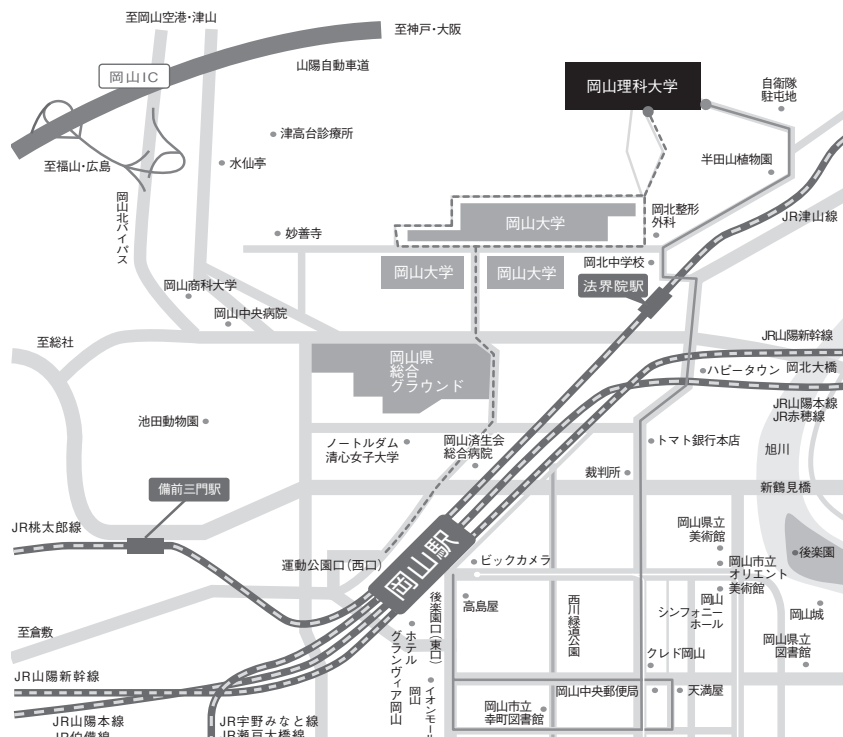 至岡山空港・津山
至神戸・大阪
山陽自動車道
岡山IC
岡山理科大学
自衛隊
駐屯地
津高台診療所
水仙亭
至福山・広島
半田山植物園
岡山北バイパス
岡山大学
岡北整形
外科
JR津山線
妙善寺
岡山大学
岡山大学
岡北中学校
法界院駅
岡山商科大学
岡山中央病院
至総社
JR山陽新幹線
岡山県
総合
グラウンド
ハピータウン
岡北大橋
JR山陽本線
JR赤穂線
池田動物園
ノートルダム
清心女子大学
岡山済生会
総合病院
トマト銀行本店
旭川
裁判所
備前三門駅
新鶴見橋
JR桃太郎線
岡山県立
美術館
岡山駅
運動公園口(西口)
ビックカメラ
後楽園
岡山市立
オリエント
美術館
高島屋
後楽園口(東口)
西川緑道公園
岡山
シンフォニー
ホール
岡山城
至倉敷
ホテル
グランヴィア岡山
岡山県立
図書館
クレド岡山
JR山陽新幹線
岡山
イオンモール
岡山中央郵便局
天満屋
岡山市立
幸町図書館
JR山陽本線
JR伯備線
JR宇野みなと線
JR瀬戸大橋線